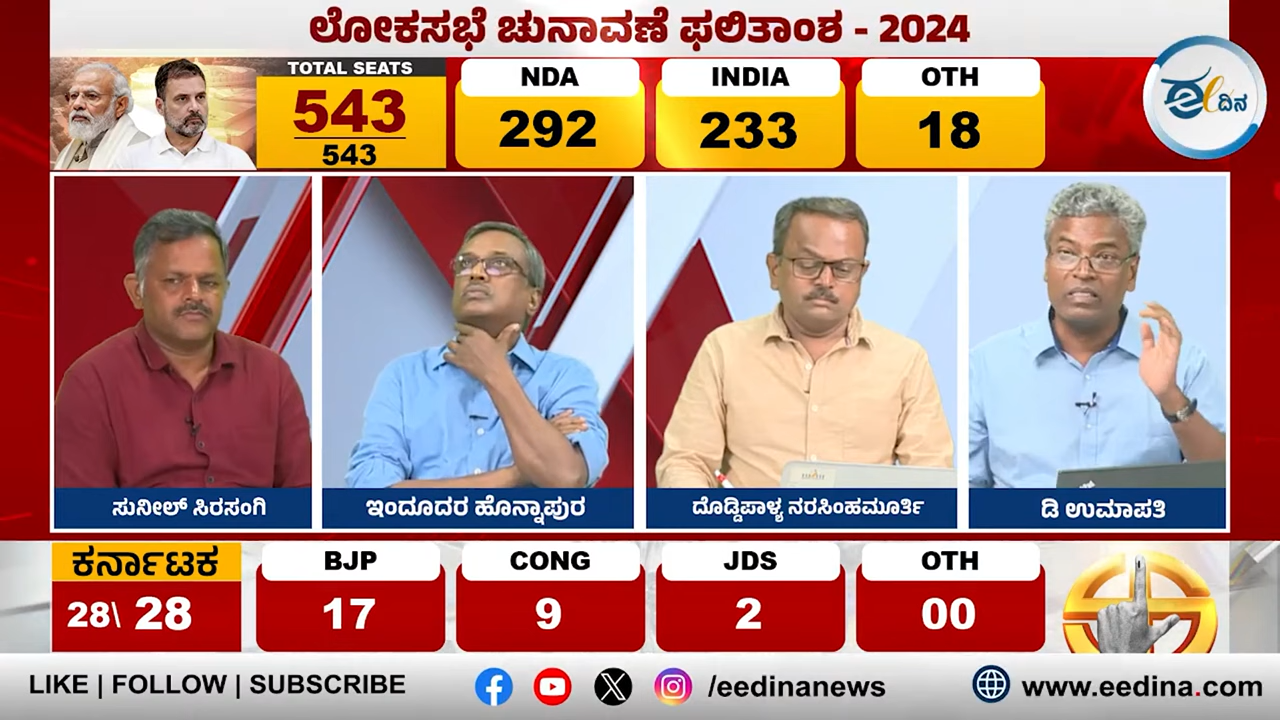 ಲೋಕಸಭೆ ಚುನಾವಣೆ ಫಲಿತಾಂಶ - 2024
TOTAL SEATS
543
543
NDA
292
INDIA
233
OTH
18
ಈದಿನ
ಸುನೀಲ್ ಸಿರಸಂಗಿ
ಇಂದೂದರ ಹೊನ್ನಾಪುರ
ದೊಡ್ಡಿಪಾಳ್ಯ ನರಸಿಂಹಮೂರ್ತಿ
ಡಿ ಉಮಾಪತಿ
ಕರ್ನಾಟಕ
28\ 28
BJP
17
CONG
9
JDS
2
OTH
00
LIKE | FOLLOW | SUBSCRIBE
/eedinanews
www.eedina.com